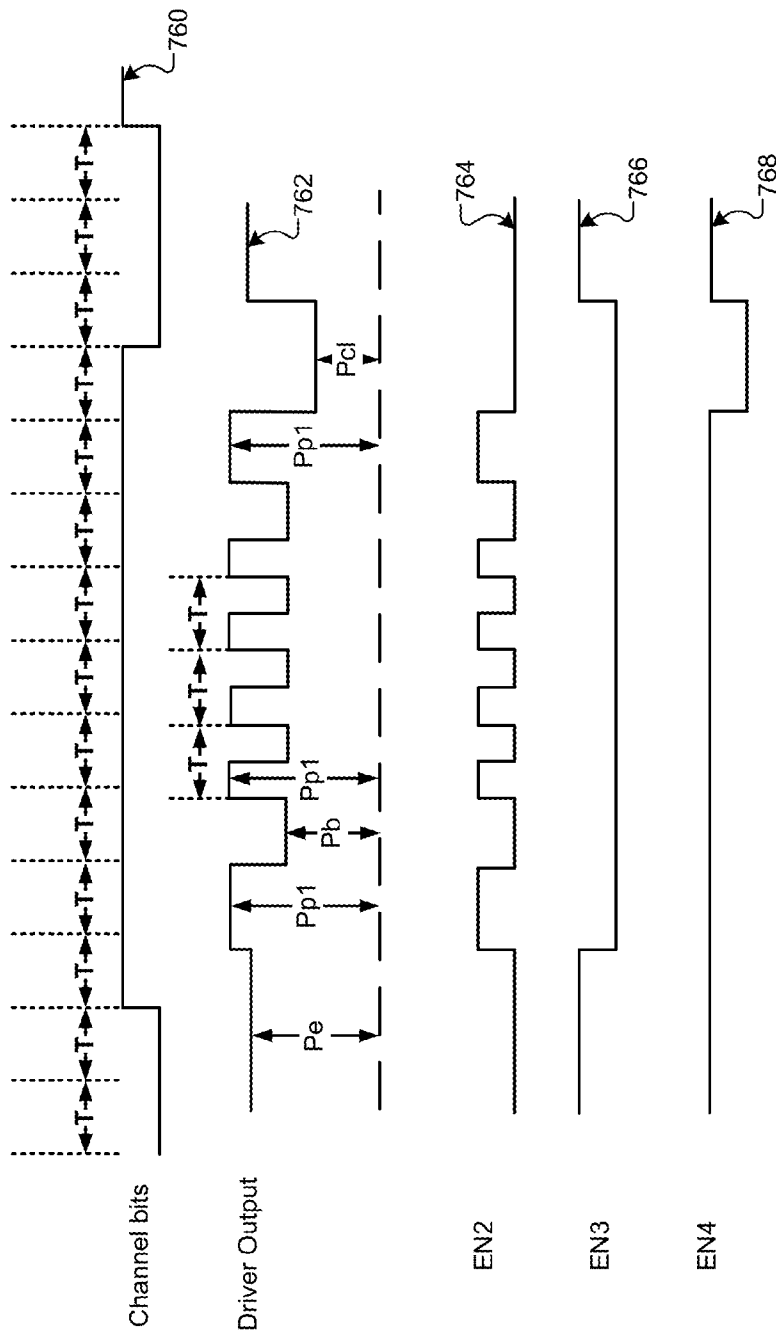 T T T T T T T T T T T T T T
Channel bits
760
T T T
Driver Output
Pe
Pp1
Pb
Pp1
Pp1
Pcl
762
EN2
764
EN3
766
EN4
768